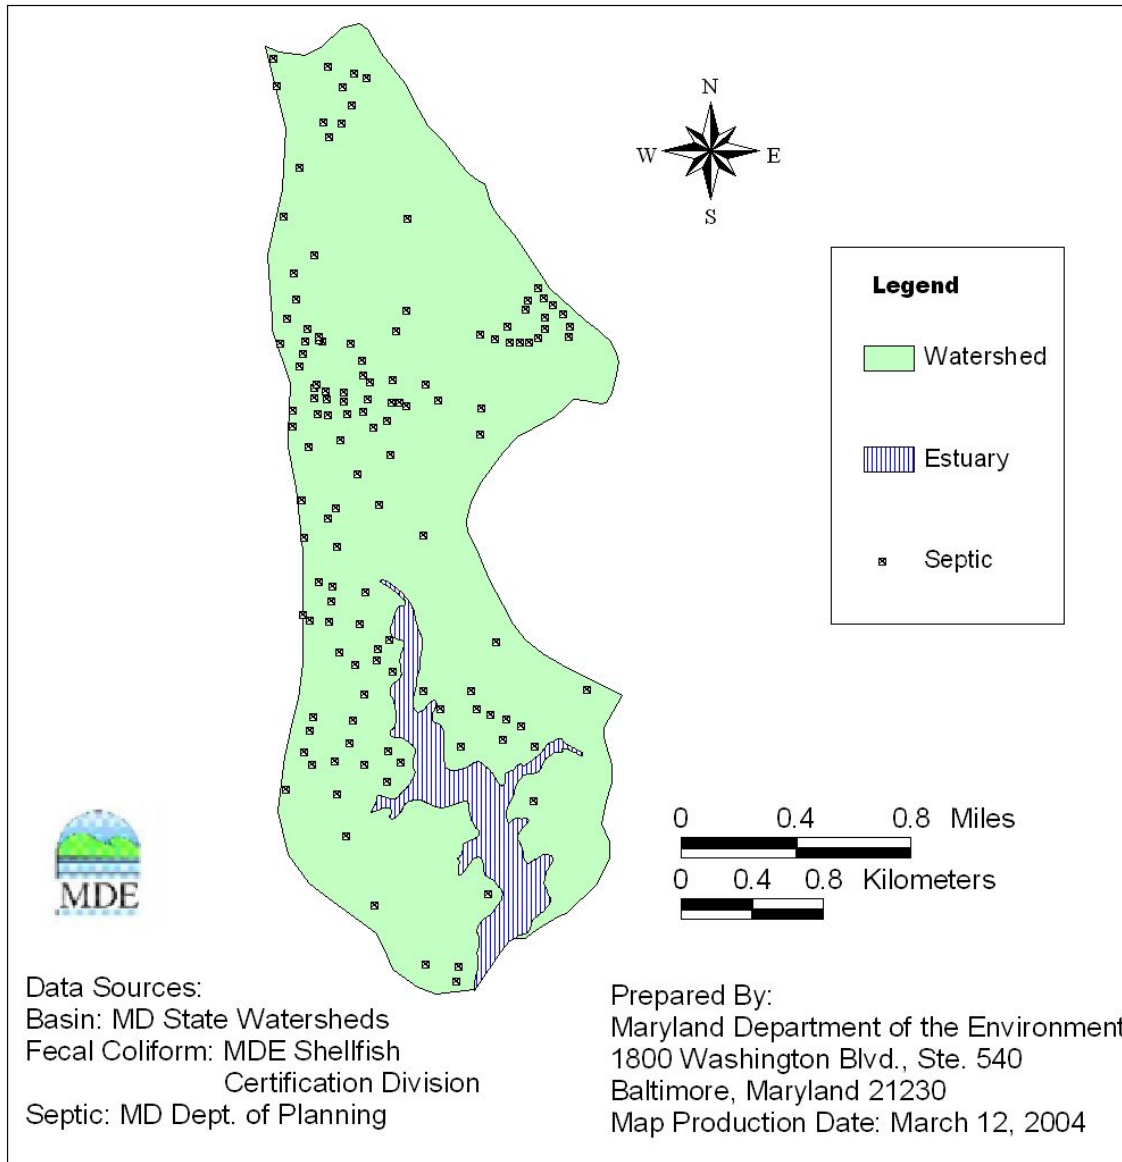 N
W
E
S
Legend
Watershed
Estuary
Septic
0 0.4 0.8 Miles
0 0.4 0.8 Kilometers
MDE
Data Sources:
Basin: MD State Watersheds
Fecal Coliform: MDE Shellfish
Certification Division
Septic: MD Dept. of Planning
Prepared By:
Maryland Department of the Environment
1800 Washington Blvd., Ste. 540
Baltimore, Maryland 21230
Map Production Date: March 12, 2004